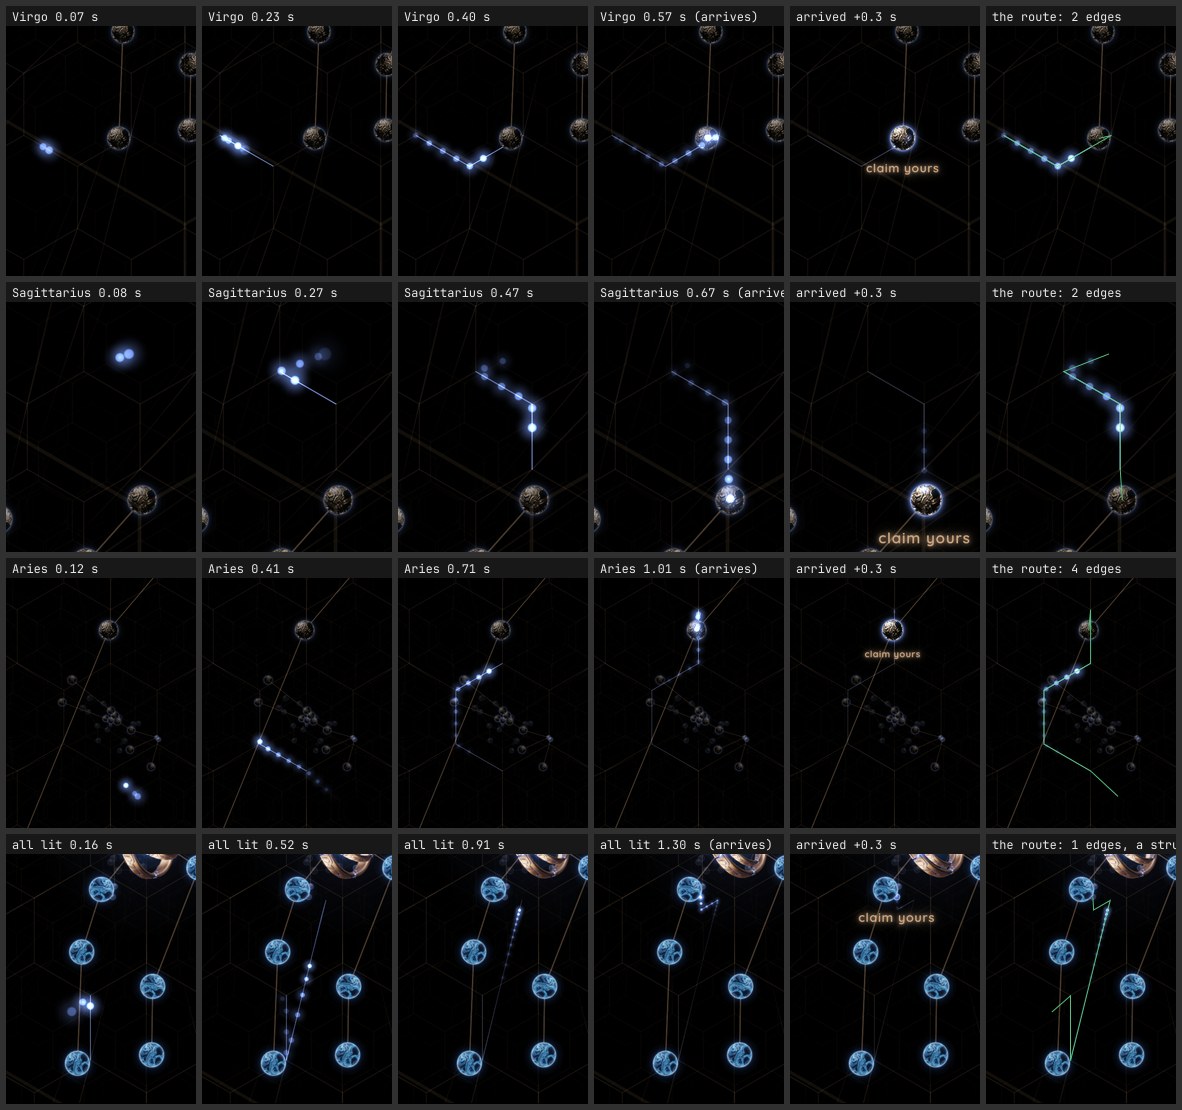 Virgo 0.07 s
Virgo 0.23 s
Virgo 0.40 s
Virgo 0.57 s (arrives)
arrived +0.3 s
the route: 2 edges
claim yours
Sagittarius 0.08 s
Sagittarius 0.27 s
Sagittarius 0.47 s
Sagittarius 0.67 s (arrive
arrived +0.3 s
the route: 2 edges
claim yours
Aries 0.12 s
Aries 0.41 s
Aries 0.71 s
Aries 1.01 s (arrives)
arrived +0.3 s
the route: 4 edges
claim yours
all lit 0.16 s
all lit 0.52 s
all lit 0.91 s
all lit 1.30 s (arrives)
arrived +0.3 s
the route: 1 edges, a stru
claim yours